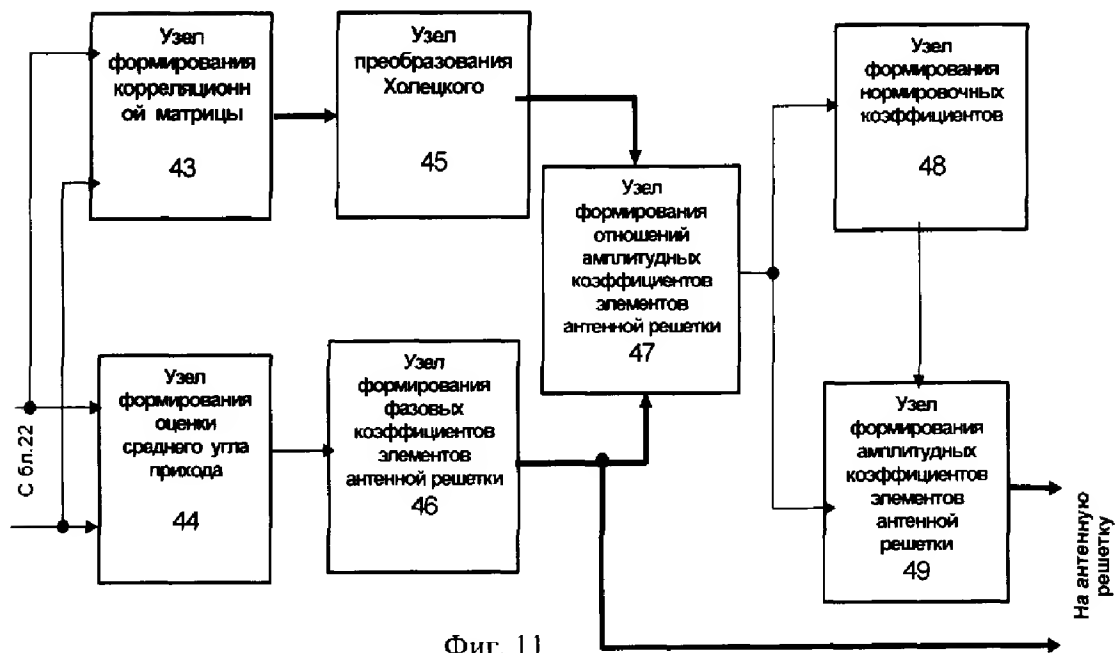 Узел
формирования
корреляционн
ой матрицы
43
Узел
преобразования
Холецкого
45
Узел
формирования
отношений
амплитудных
коэффициентов
элементов
антенной решетки
47
Узел
формирования
нормировочных
коэффициентов
48
С бл.22
Узел
формирования
оценки
среднего угла
прихода
44
Узел
формирования
фазовых
коэффициентов
элементов
антенной решетки
46
Узел
формирования
амплитудных
коэффициентов
элементов
антенной
решетки
49
На антенную
решетку
Фиг. 11